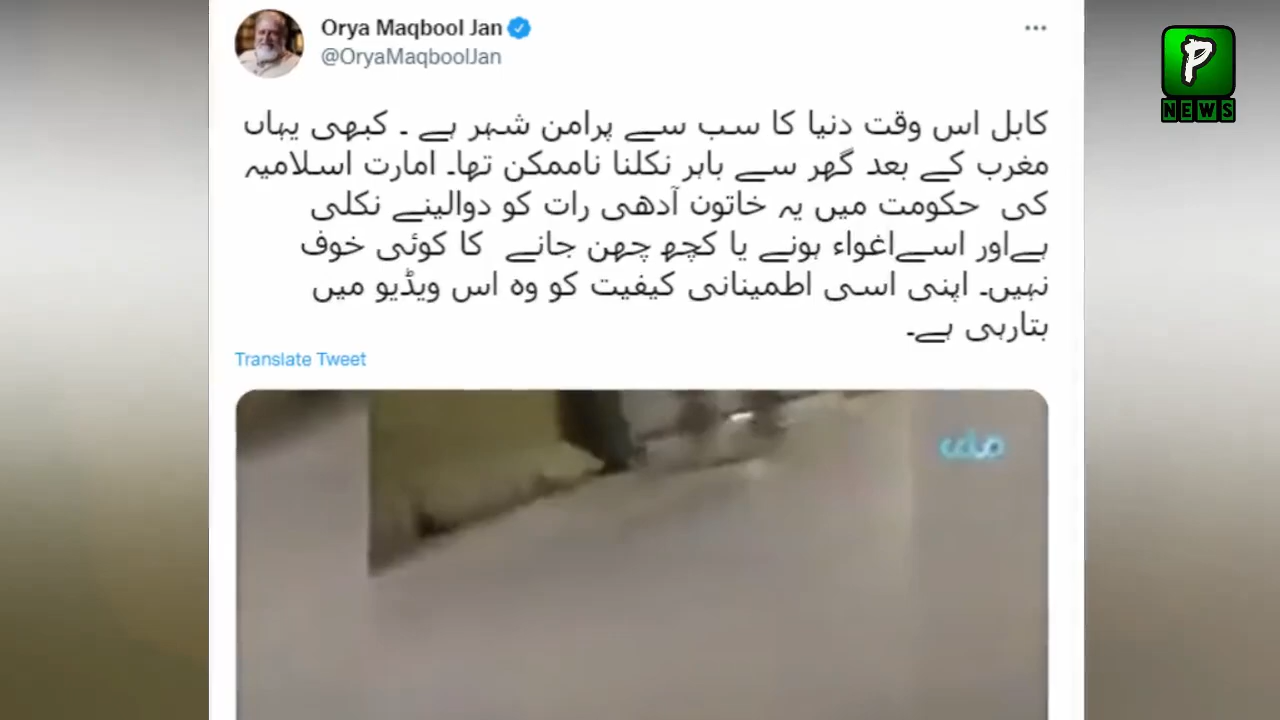 Orya Maqbool Jan
@OryaMaqboolJan
P
NEWS
کابل اس وقت دنیا کا سب سے پرامن شہر ہے ۔ کبھی یہاں
مغرب کے بعد گھر سے باہر نکلنا ناممکن تھا۔ امارت اسلامیہ
کی حکومت میں یہ خاتون آدھی رات کو دوالینے نکلی
ہےاور اسےاغواء ہونے یا کچھ چھن جانے کا کوئی خوف
نہیں۔ اپنی اسی اطمینانی کیفیت کو وہ اس ویڈیو میں
بتارہی ہے۔
Translate Tweet